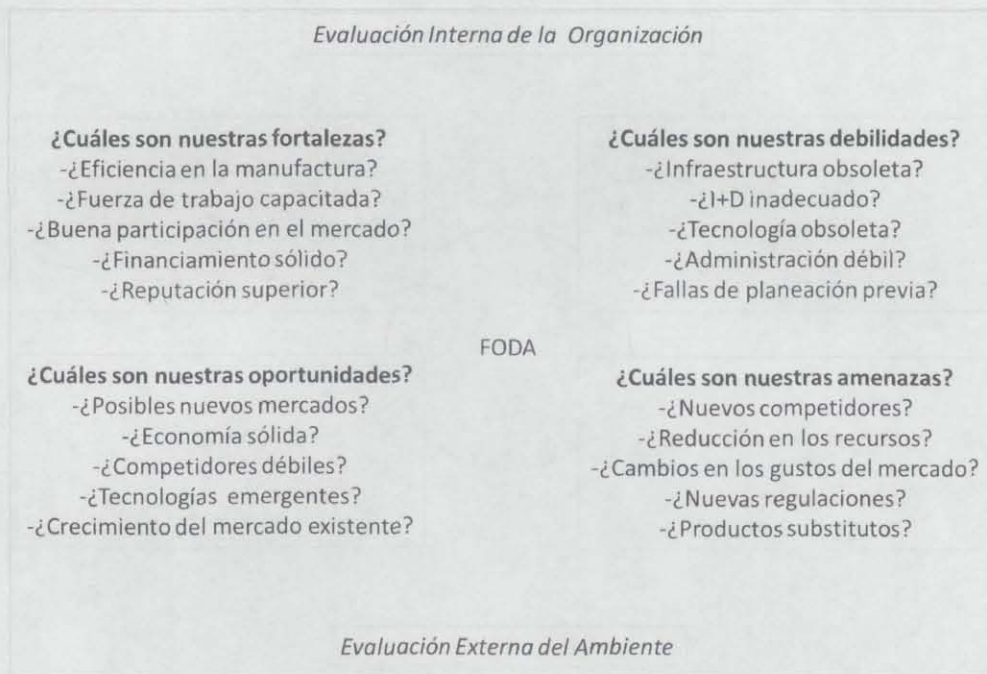 Evaluación Interna de la Organización
¿Cuáles son nuestras fortalezas?
-¿Eficiencia en la manufactura?
-¿Fuerza de trabajo capacitada?
-¿Buena participación en el mercado?
-¿Financiamiento sólido?
-¿Reputación superior?
¿Cuáles son nuestras debilidades?
-¿Infraestructura obsoleta?
-¿I+D inadecuado?
-¿Tecnología obsoleta?
-¿Administración débil?
-¿Fallas de planeación previa?
FODA
¿Cuáles son nuestras oportunidades?
-¿Posibles nuevos mercados?
-¿Economía sólida?
-¿Competidores débiles?
-¿Tecnologías emergentes?
-¿Crecimiento del mercado existente?
¿Cuáles son nuestras amenazas?
-¿Nuevos competidores?
-¿Reducción en los recursos?
-¿Cambios en los gustos del mercado?
-¿Nuevas regulaciones?
-¿Productos substitutos?
Evaluación Externa del Ambiente